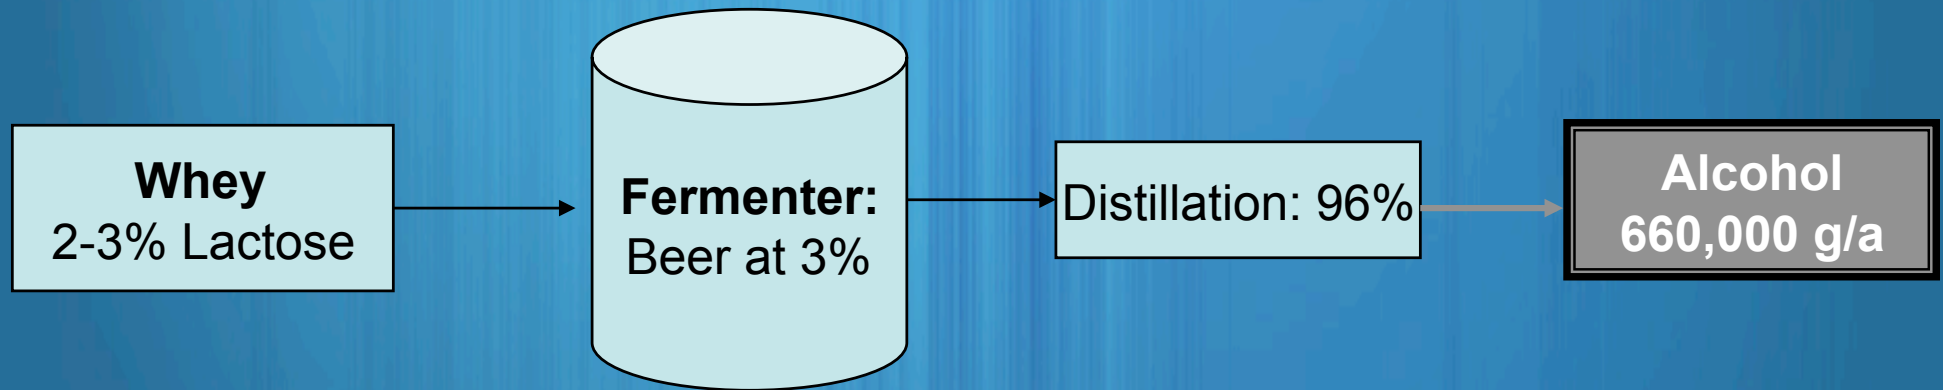 Whey
2-3% Lactose
Fermenter:
Beer at 3%
Distillation: 96%
Alcohol
660,000 g/a